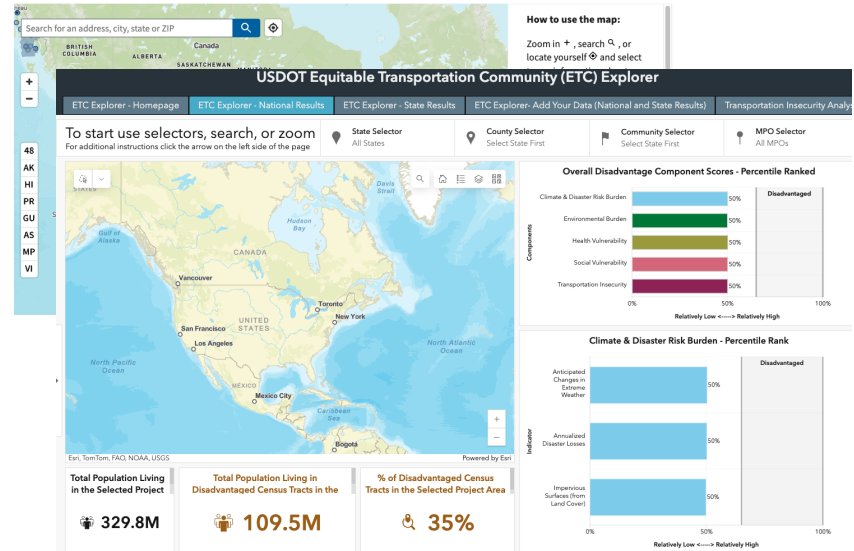 Search for an address, city, state or ZIP
How to use the map:
Zoom in + , search , or
locate yourself and select
BRITISH
COLUMBIA
ALBERTA
Canada
SASKATCHEWAN
+
−
48
AK
HI
PR
GU
AS
MP
VI
USDOT Equitable Transportation Community (ETC) Explorer
ETC Explorer - Homepage
ETC Explorer - National Results
ETC Explorer - State Results
ETC Explorer- Add Your Data (National and State Results)
Transportation Insecurity Analys
To start use selectors, search, or zoom
For additional instructions click the arrow on the left side of the page
State Selector
All States
County Selector
Select State First
Community Selector
Select State First
MPO Selector
All MPOs
STATES
Gulf of
Alaska
Davis
Strait
Hudson
Bay
CANADA
Vancouver
Toronto
New York
UNITED
STATES
San Francisco
Los Angeles
North Pacific
Ocean
North Atlantic
Ocean
MÉXICO
Mexico City
Caribbean
Sea
Bogotá
+
−
Esri, TomTom, FAO, NOAA, USGS
Powered by Esri
Total Population Living
in the Selected Project
329.8M
Total Population Living in
Disadvantaged Census Tracts in the
109.5M
% of Disadvantaged Census
Tracts in the Selected Project Area
35%
Overall Disadvantage Component Scores - Percentile Ranked
Components
Climate & Disaster Risk Burden
50%
Environmental Burden
50%
Health Vulnerability
50%
Social Vulnerability
50%
Transportation Insecurity
50%
Disadvantaged
0%
50%
100%
Relatively Low <-----> Relatively High
Climate & Disaster Risk Burden - Percentile Rank
Indicator
Anticipated
Changes in
Extreme
Weather
50%
Annualized
Disaster Losses
50%
Impervious
Surfaces (from
Land Cover)
50%
Disadvantaged
0%
50%
100%
Relatively Low <-----> Relatively High